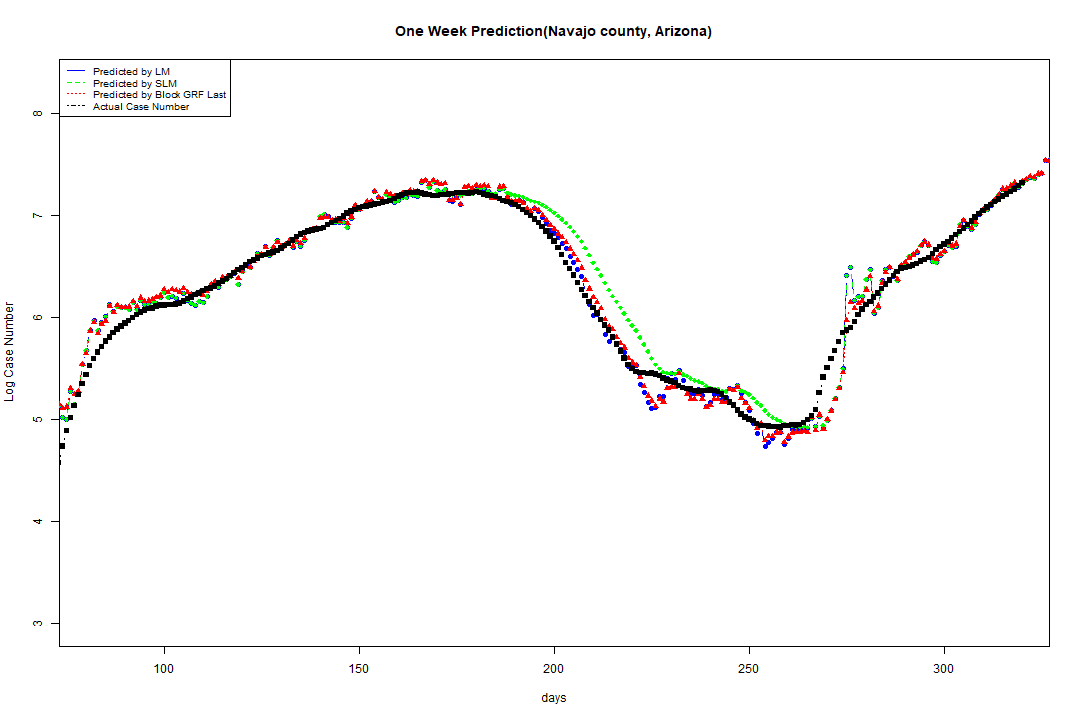 One Week Prediction(Navajo county, Arizona)
Predicted by LM
Predicted by SLM
Predicted by Block GRF Last
Actual Case Number
8
7
6
5
4
3
Log Case Number
100 150 200 250 300
days